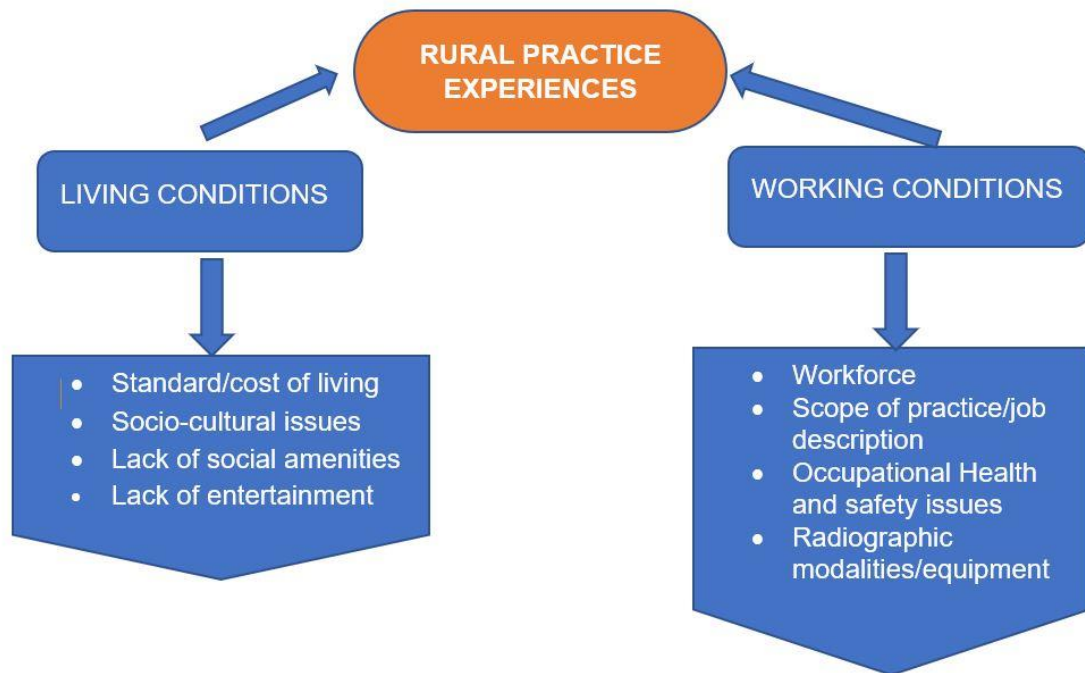 RURAL PRACTICE
EXPERIENCES
LIVING CONDITIONS
WORKING CONDITIONS
• Standard/cost of living
• Socio-cultural issues
• Lack of social amenities
• Lack of entertainment
• Workforce
• Scope of practice/job
description
• Occupational Health
and safety issues
• Radiographic
modalities/equipment